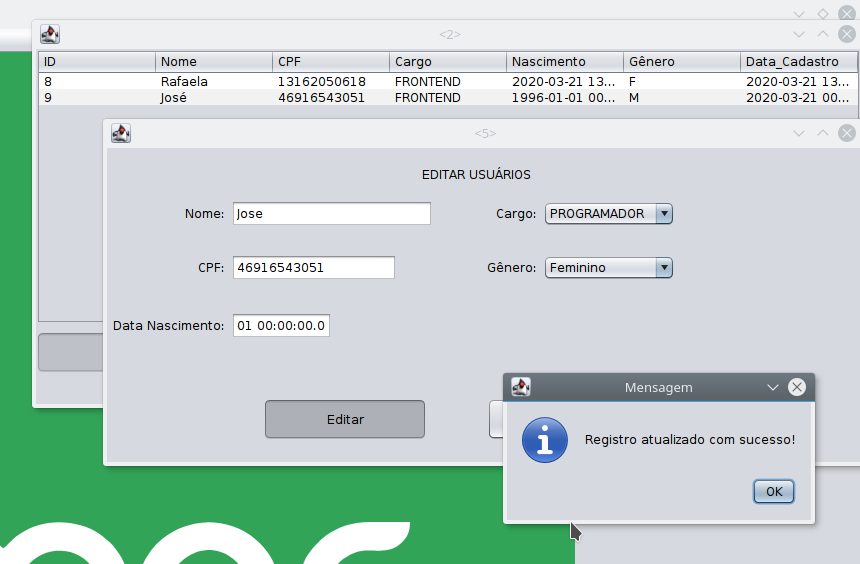 <2>
ID Nome CPF Cargo Nascimento Gênero Data_Cadastro
8 Rafaela 13162050618 FRONTEND 2020-03-21 13... F 2020-03-21 13...
9 José 46916543051 FRONTEND 1996-01-01 00... M 2020-03-21 00...
<5>
EDITAR USUÁRIOS
Nome: Jose Cargo: PROGRAMADOR
CPF: 46916543051 Gênero: Feminino
Data Nascimento: 01 00:00:00.0
Editar
Mensagem
Registro atualizado com sucesso!
OK